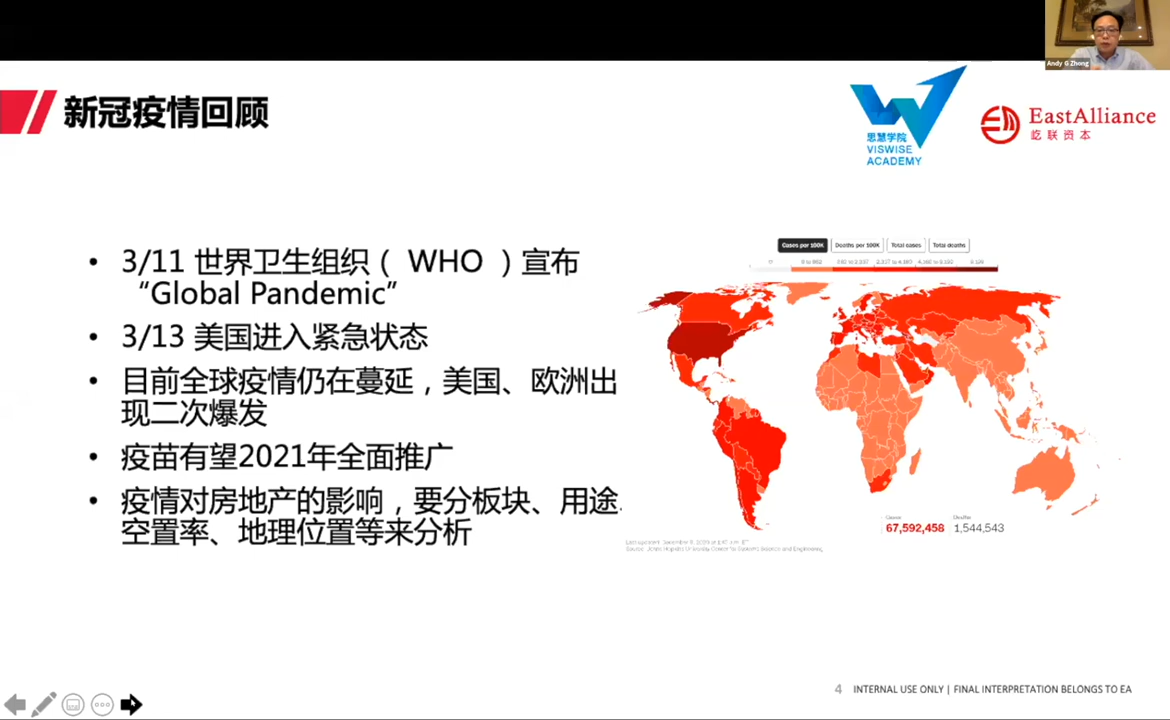 Andy G Zhong
新冠疫情回顾
思慧学院
VISWISE
ACADEMY
EastAlliance
屹联资本
• 3/11 世界卫生组织（ WHO ）宣布
“Global Pandemic”
• 3/13 美国进入紧急状态
• 目前全球疫情仍在蔓延，美国、欧洲出
现二次爆发
• 疫苗有望2021年全面推广
• 疫情对房地产的影响，要分板块、用途
空置率、地理位置等来分析
Cases per 100K Deaths per 100K Total cases Total deaths
Cases Deaths
67,592,458 1,544,543
4 INTERNAL USE ONLY | FINAL INTERPRETATION BELONGS TO EA